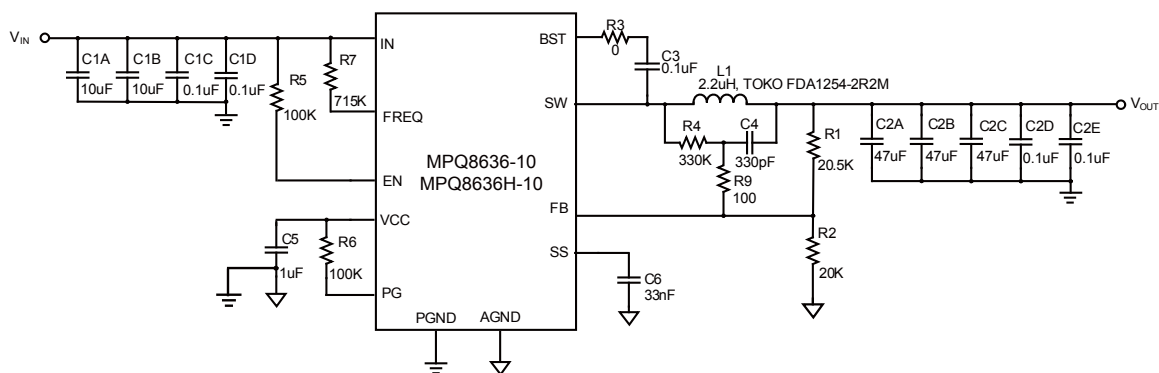 VIN
C1A
10uF
C1B
10uF
C1C
0.1uF
C1D
0.1uF
R5
100K
R7
715K
IN
FREQ
EN
VCC
PG
PGND
AGND
BST
SW
FB
SS
MPQ8636-10
MPQ8636H-10
C5
1uF
R6
100K
R3
0
C3
0.1uF
L1
2.2uH, TOKO FDA1254-2R2M
R4
330K
C4
330pF
R9
100
R1
20.5K
R2
20K
C6
33nF
C2A
47uF
C2B
47uF
C2C
47uF
C2D
0.1uF
C2E
0.1uF
VOUT